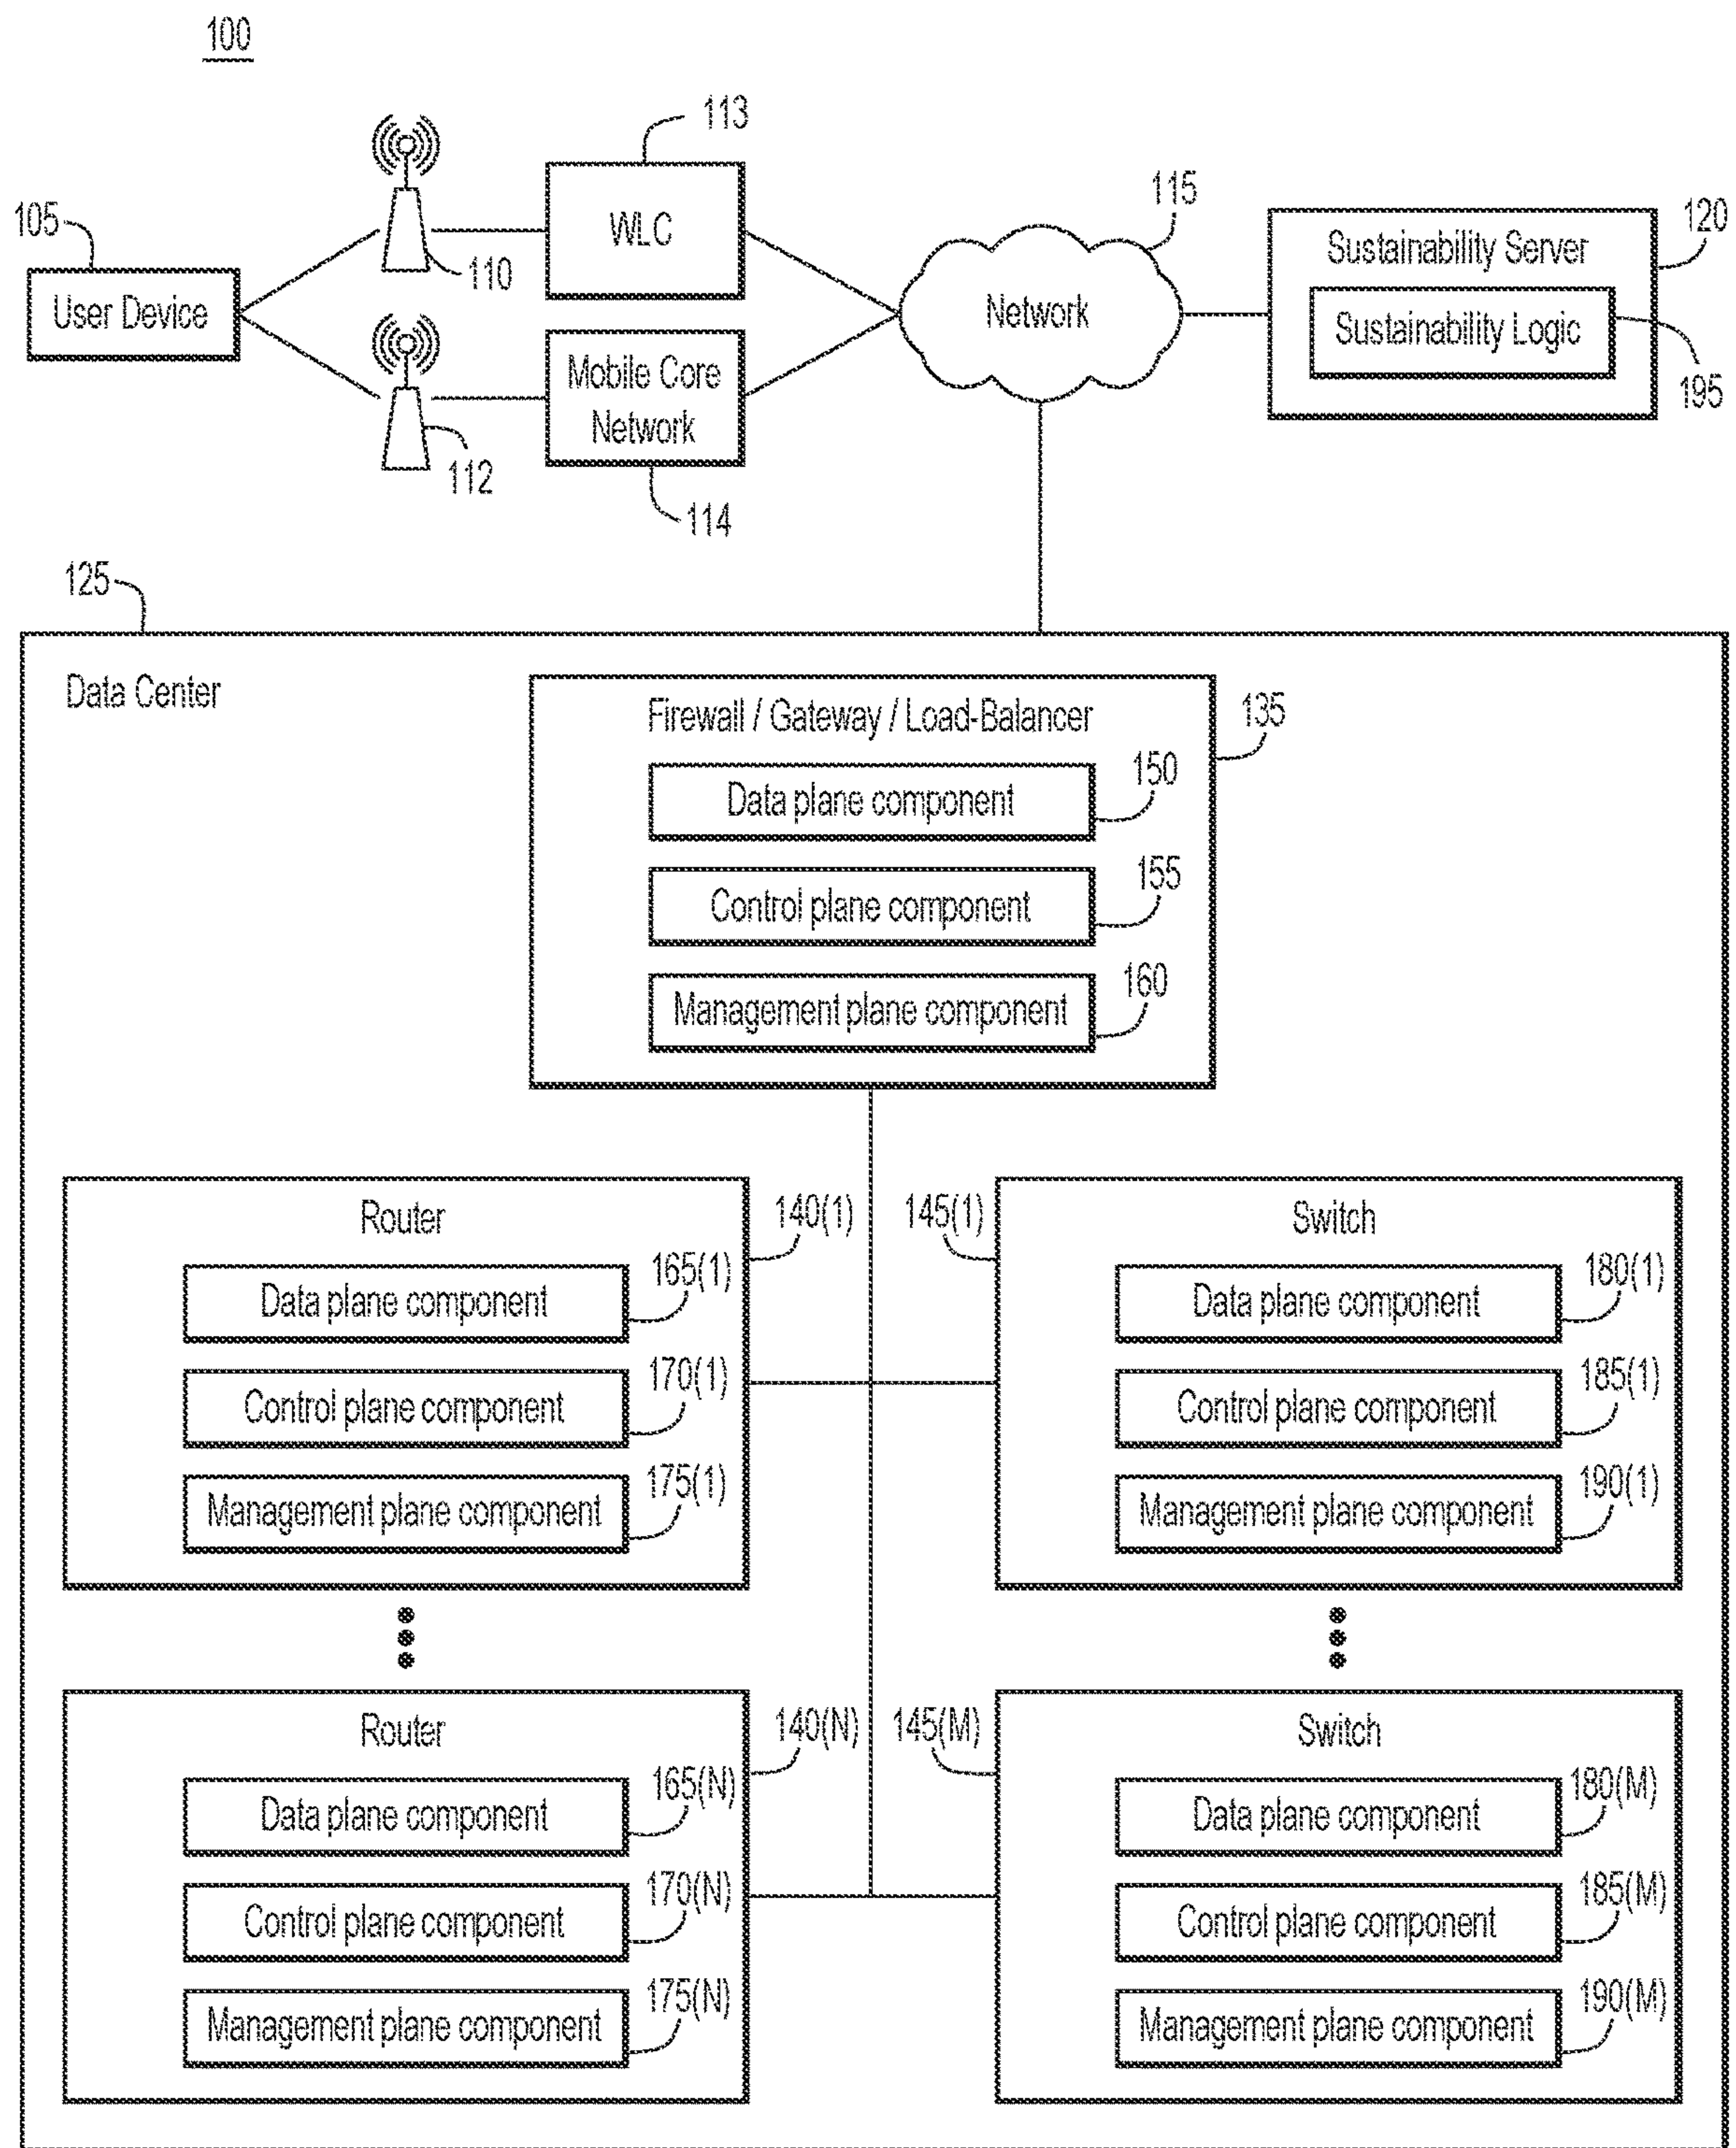 100
113
115
105
120
WLC
Sustainability Server
110
User Device
Network
Sustainability Logic
Mobile Core
Network
195
112
114
125
Data Center
Firewall / Gateway / Load-Balancer
135
150
Data plane component
155
Control plane component
160
Management plane component
Router
140(1)
145(1)
Switch
165(1)
180(1)
Data plane component
Data plane component
170(1)
185(1)
Control plane component
Control plane component
175(1)
190(1)
Management plane component
Management plane component
Router
140(N)
145(M)
Switch
165(N)
180(M)
Data plane component
Data plane component
170(N)
185(M)
Control plane component
Control plane component
175(N)
190(M)
Management plane component
Management plane component